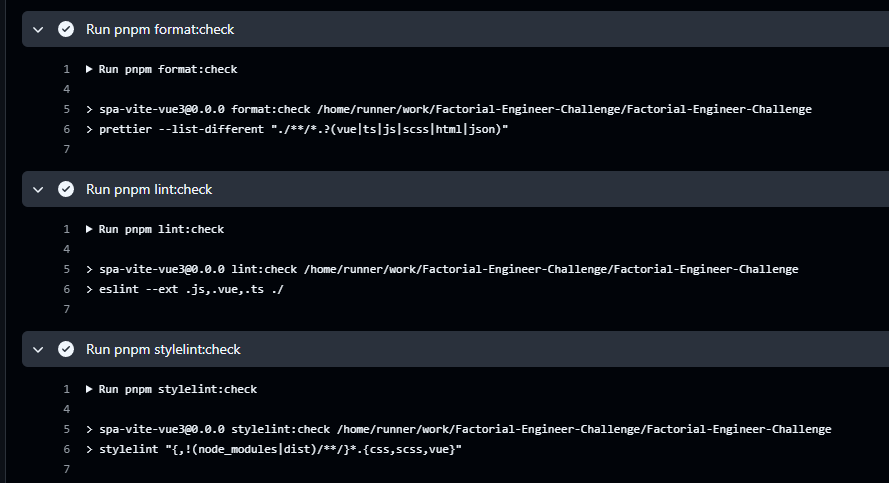 Run pnpm format:check
1 ▶ Run pnpm format:check
4
5 > spa-vite-vue3@0.0.0 format:check /home/runner/work/Factorial-Engineer-Challenge/Factorial-Engineer-Challenge
6 > prettier --list-different "./**/*.?(vue|ts|js|scss|html|json)"
7
Run pnpm lint:check
1 ▶ Run pnpm lint:check
4
5 > spa-vite-vue3@0.0.0 lint:check /home/runner/work/Factorial-Engineer-Challenge/Factorial-Engineer-Challenge
6 > eslint --ext .js,.vue,.ts ./
7
Run pnpm stylelint:check
1 ▶ Run pnpm stylelint:check
4
5 > spa-vite-vue3@0.0.0 stylelint:check /home/runner/work/Factorial-Engineer-Challenge/Factorial-Engineer-Challenge
6 > stylelint "{,!(node_modules|dist)/**/}*.{css,scss,vue}"
7